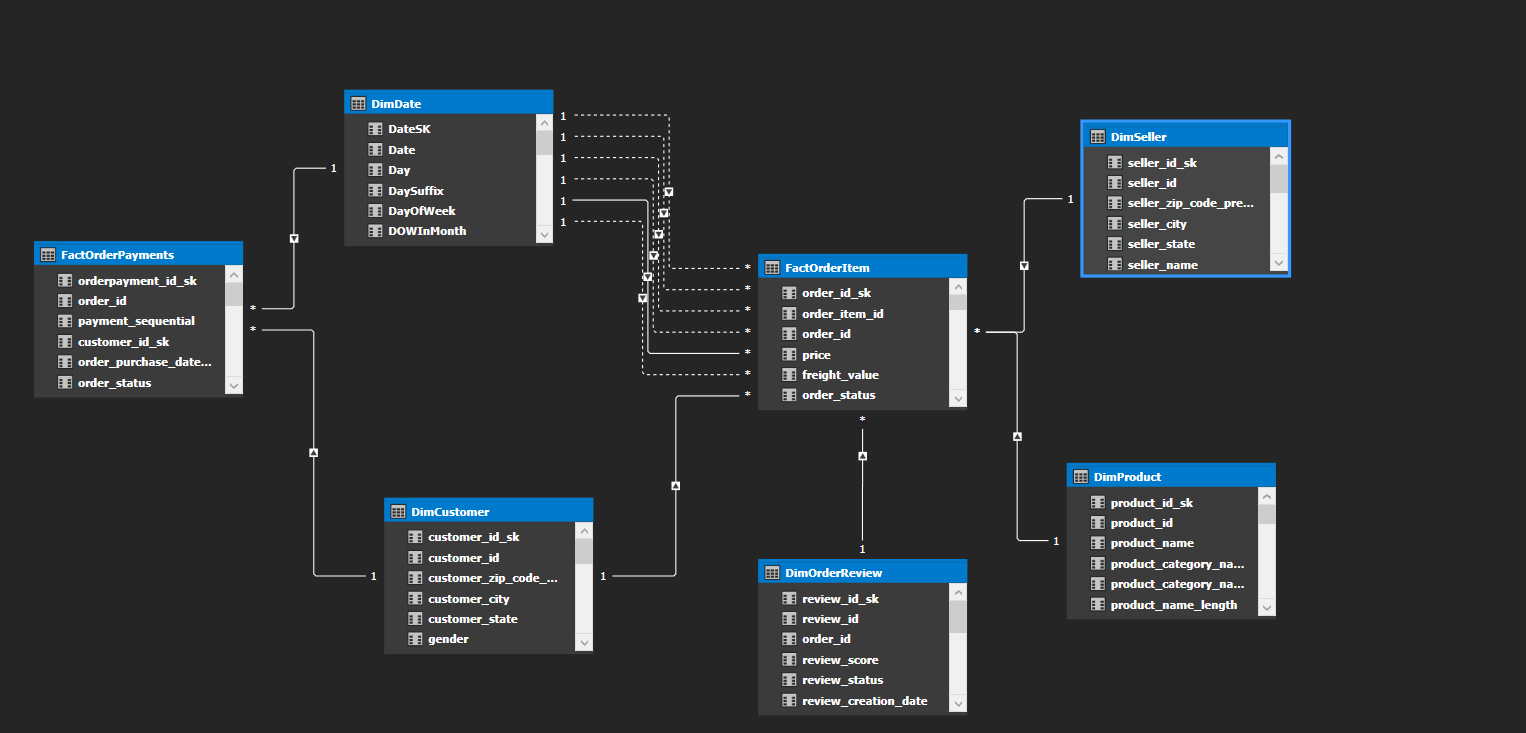 DimDate
DateSK
Date
Day
DaySuffix
DayOfWeek
DOWInMonth
1
1
1
1
1
1
1
FactOrderPayments
orderpayment_id_sk
order_id
payment_sequential
customer_id_sk
order_purchase_date...
order_status
*
*
FactOrderItem
order_id_sk
order_item_id
order_id
price
freight_value
order_status
*
*
*
*
*
*
*
*
*
DimSeller
seller_id_sk
seller_id
seller_zip_code_pre...
seller_city
seller_state
seller_name
1
DimCustomer
customer_id_sk
customer_id
customer_zip_code_...
customer_city
customer_state
gender
1
1
DimOrderReview
review_id_sk
review_id
order_id
review_score
review_status
review_creation_date
1
DimProduct
product_id_sk
product_id
product_name
product_category_na...
product_category_na...
product_name_length
1